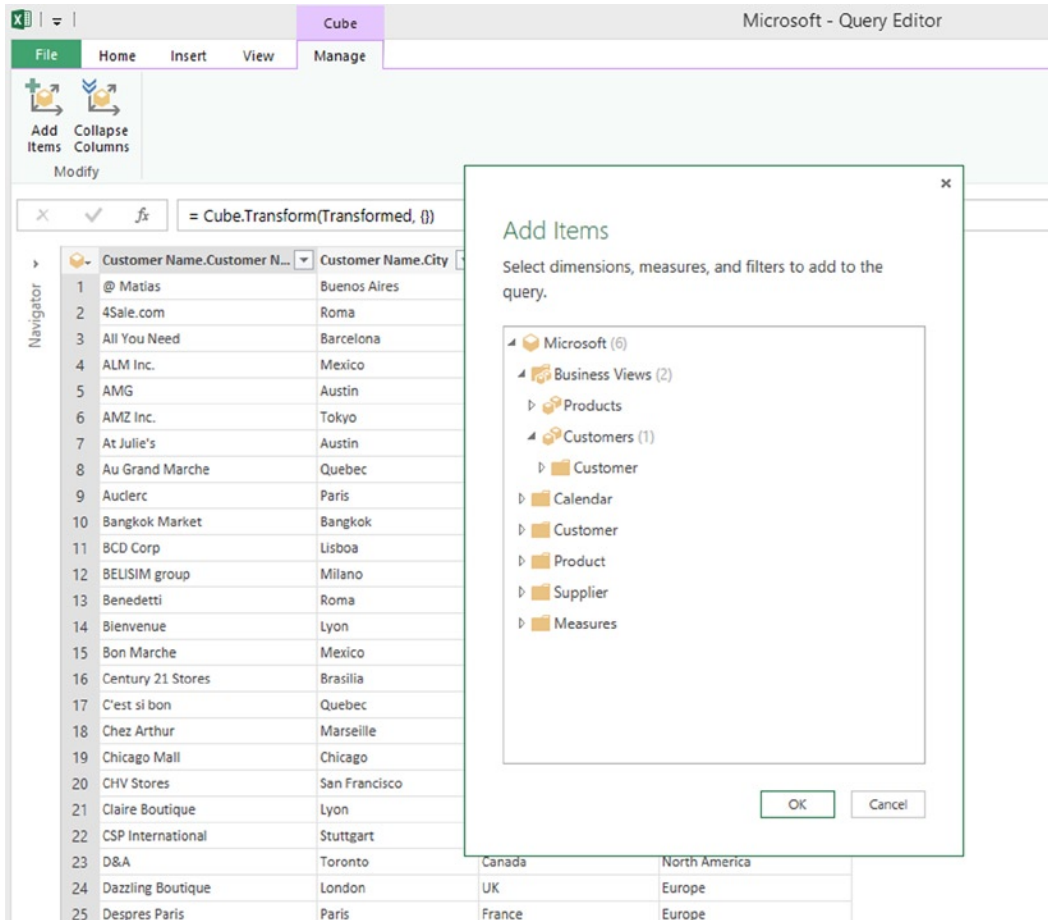 Cube
Microsoft - Query Editor
File Home Insert View Manage
Add Items
Collapse Columns
Modify
fx = Cube.Transform(Transformed, {})
Navigator
Customer Name.Customer N... Customer Name.City
1 @ Matias Buenos Aires
2 4Sale.com Roma
3 All You Need Barcelona
4 ALM Inc. Mexico
5 AMG Austin
6 AMZ Inc. Tokyo
7 At Julie's Austin
8 Au Grand Marche Quebec
9 Auclerc Paris
10 Bangkok Market Bangkok
11 BCD Corp Lisboa
12 BELISIM group Milano
13 Benedetti Roma
14 Bienvenue Lyon
15 Bon Marche Mexico
16 Century 21 Stores Brasilia
17 C'est si bon Quebec
18 Chez Arthur Marseille
19 Chicago Mall Chicago
20 CHV Stores San Francisco
21 Claire Boutique Lyon
22 CSP International Stuttgart
23 D&A Toronto Canada North America
24 Dazzling Boutique London UK Europe
25 Despres Paris Paris France Europe
Add Items
Select dimensions, measures, and filters to add to the
query.
Microsoft (6)
Business Views (2)
Products
Customers (1)
Customer
Calendar
Customer
Product
Supplier
Measures
OK Cancel